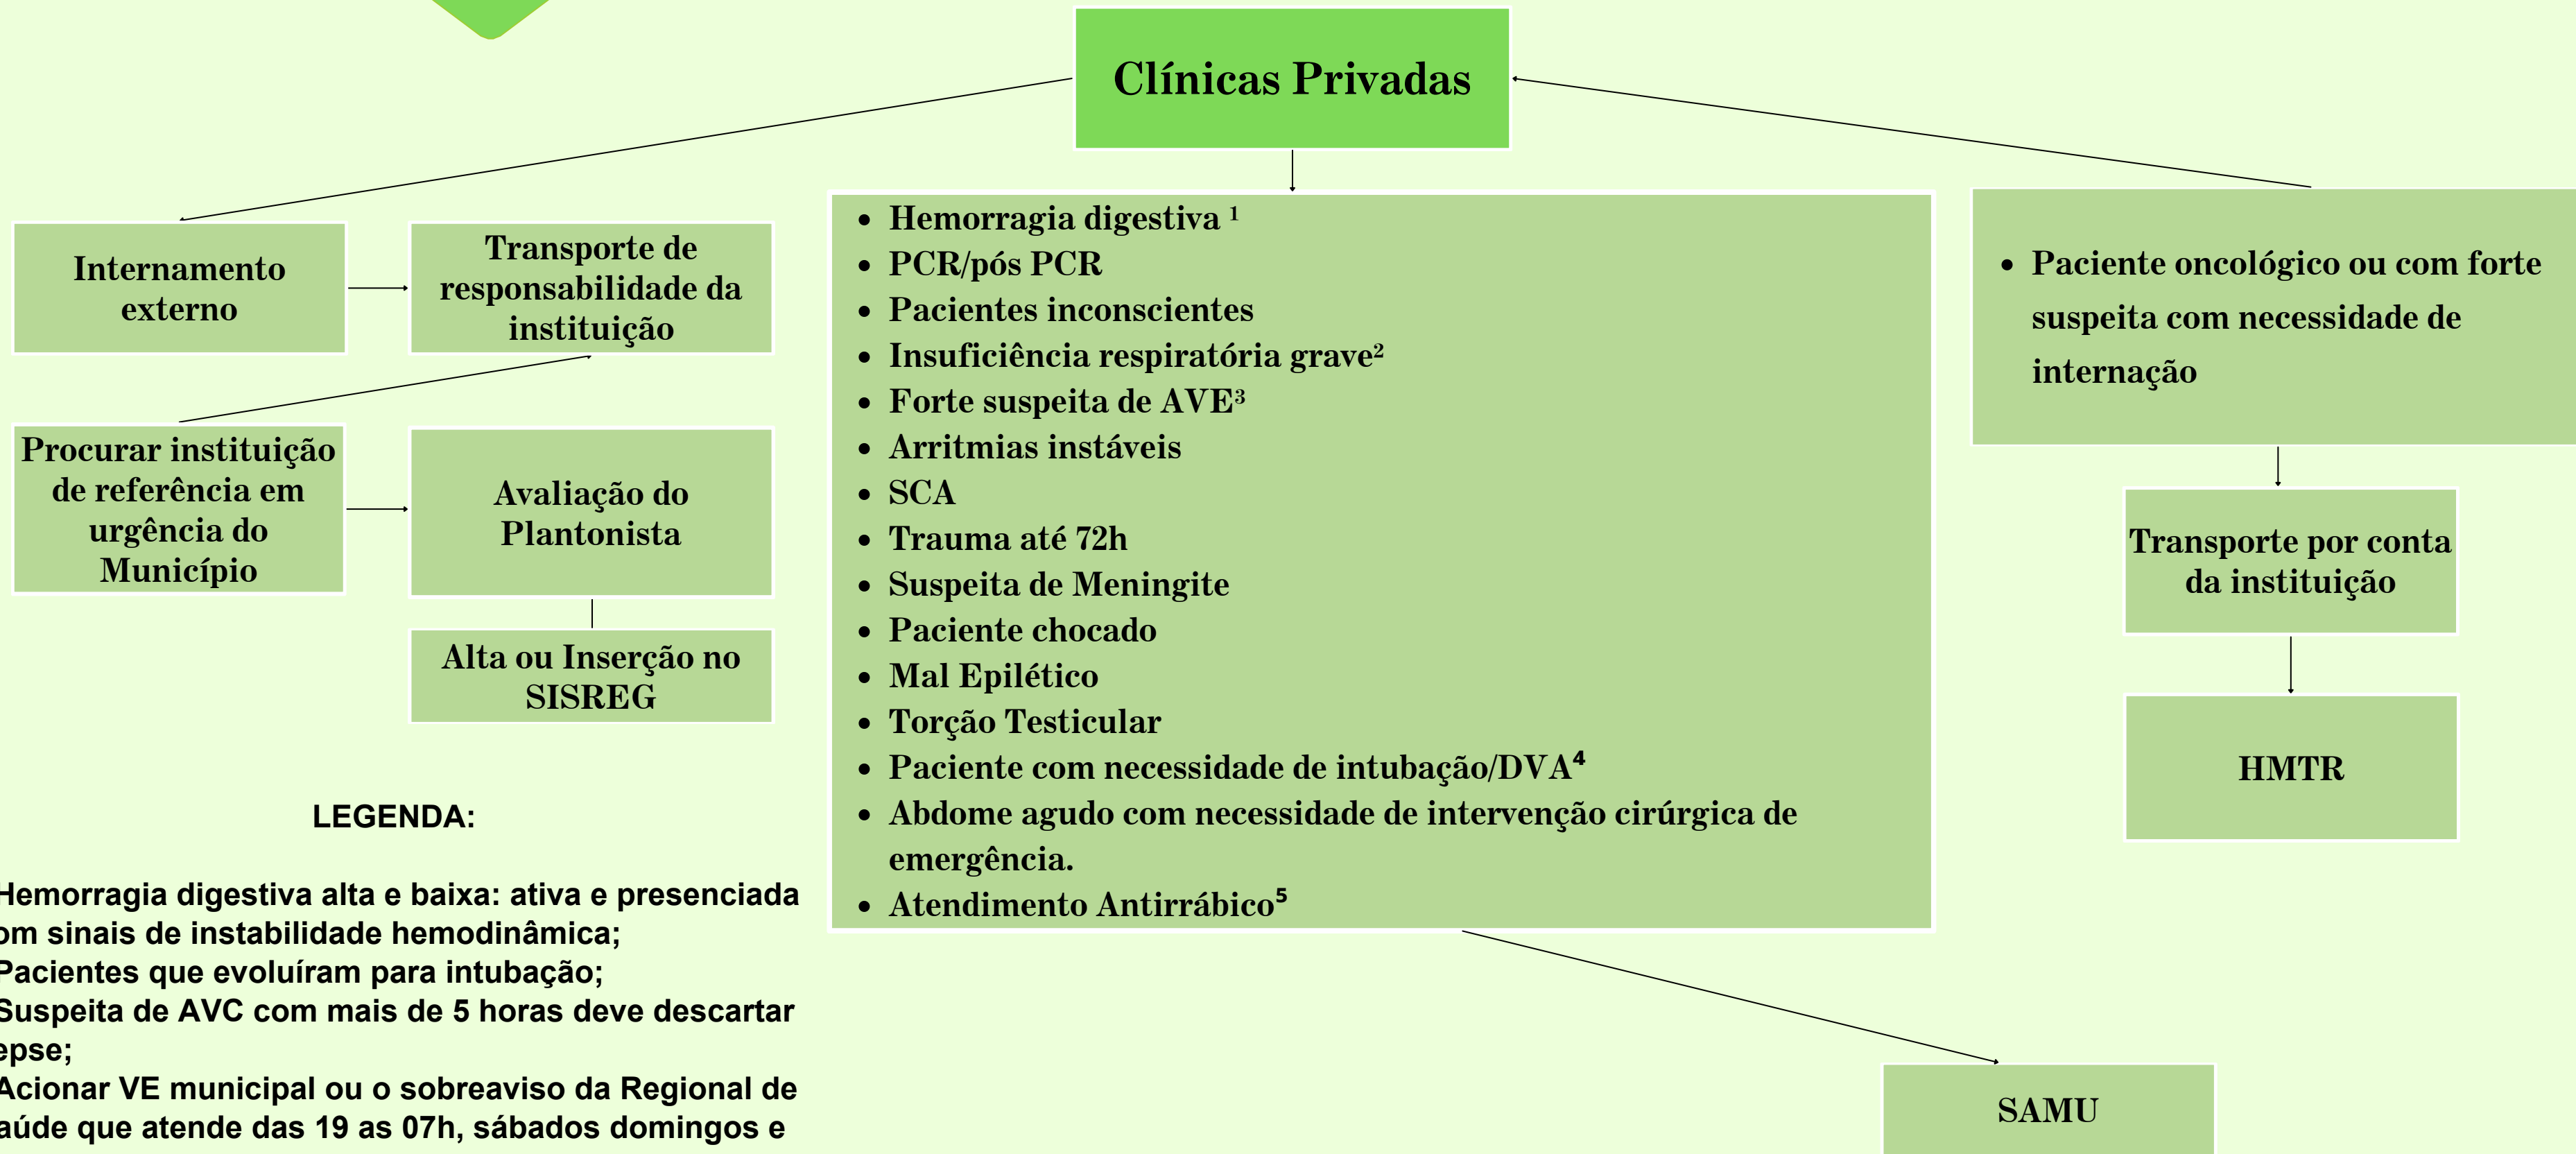 Clínicas Privadas
Internamento
externo
Transporte de
responsabilidade da
instituição
Procurar instituição
de referência em
urgência do
Município
Avaliação do
Plantonista
Alta ou Inserção no
SISREG
• Hemorragia digestiva ¹
• PCR/pós PCR
• Pacientes inconscientes
• Insuficiência respiratória grave²
• Forte suspeita de AVE³
• Arritmias instáveis
• SCA
• Trauma até 72h
• Suspeita de Meningite
• Paciente chocado
• Mal Epilético
• Torção Testicular
• Paciente com necessidade de intubação/DVA⁴
• Abdome agudo com necessidade de intervenção cirúrgica de
emergência.
• Atendimento Antirrábico⁵
• Paciente oncológico ou com forte
suspeita com necessidade de
internação
Transporte por conta
da instituição
HMTR
SAMU
LEGENDA:
Hemorragia digestiva alta e baixa: ativa e presenciada
om sinais de instabilidade hemodinâmica;
Pacientes que evoluíram para intubação;
Suspeita de AVC com mais de 5 horas deve descartar
epse;
Acionar VE municipal ou o sobreaviso da Regional de
aúde que atende das 19 as 07h, sábados domingos e